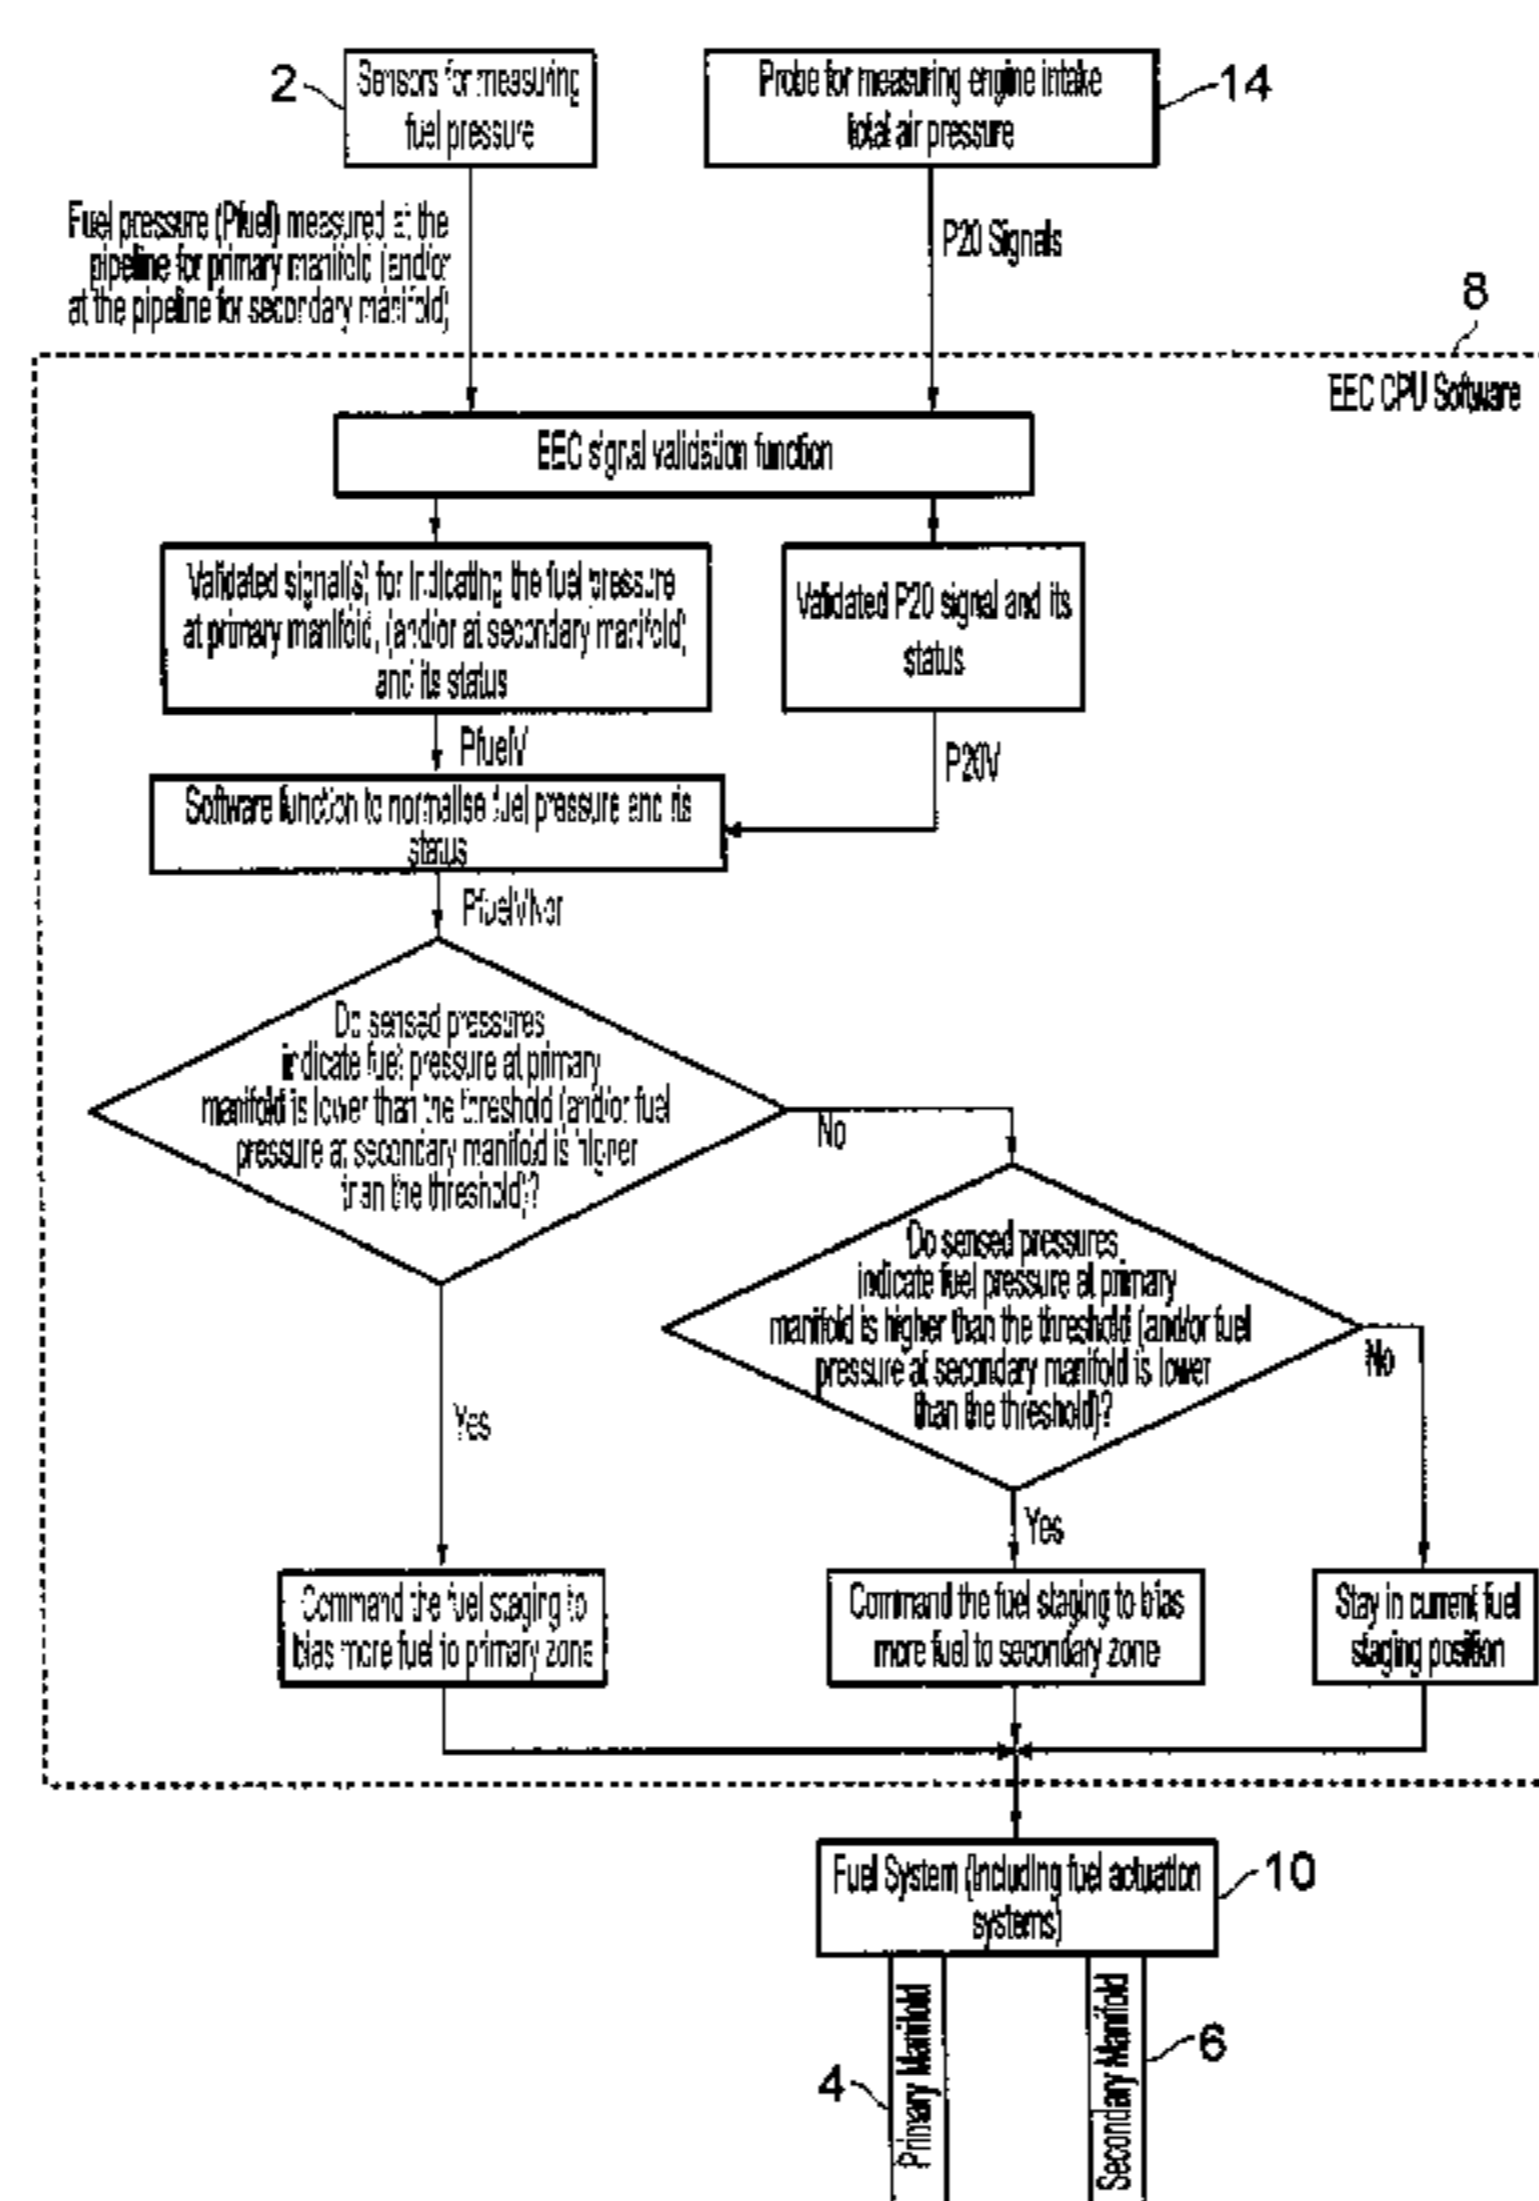 2
Sensors for measuring
fuel pressure
Probe for measuring engine intake
total air pressure
14
Fuel pressure (Pfuel) measured at the
pipeline for primary manifold (and/or
at the pipeline for secondary manifold)
P20 Signals
8
EEC CPU Software
EEC signal validation function
Validated signal(s) for indicating the fuel pressure
at primary manifold, (and/or at secondary manifold)
and its status
Validated P20 signal and its
status
PfuelV
P20V
Software function to normalise fuel pressure and its
status
PfuelVNor
Do sensed pressures
indicate fuel pressure at primary
manifold is lower than the threshold (and/or fuel
pressure at secondary manifold is higher
than the threshold)?
No
Do sensed pressures
indicate fuel pressure at primary
manifold is higher than the threshold (and/or fuel
pressure at secondary manifold is lower
than the threshold)?
No
Yes
Yes
Command the fuel staging to
bias more fuel to primary zone
Command the fuel staging to bias
more fuel to secondary zone
Stay in current fuel
staging position
Fuel System (Including fuel actuation
systems)
10
Primary Manifold
Secondary Manifold
4
6